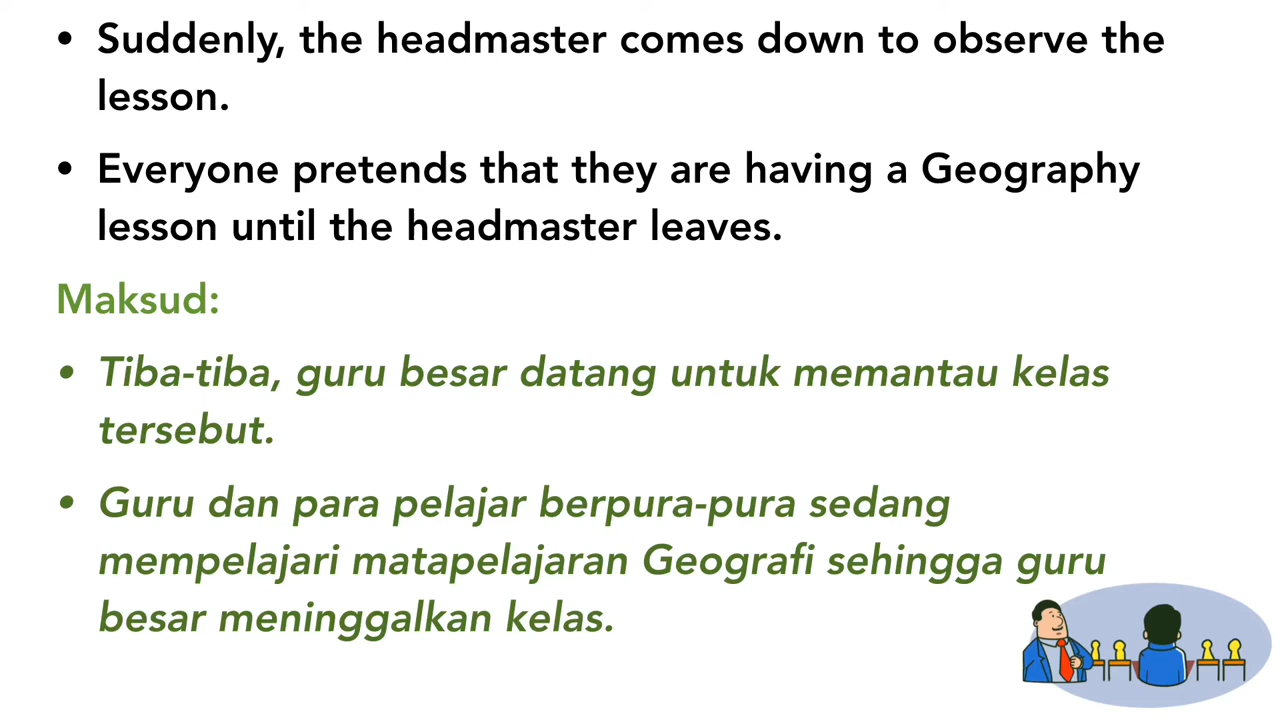 • Suddenly, the headmaster comes down to observe the
lesson.
• Everyone pretends that they are having a Geography
lesson until the headmaster leaves.
Maksud:
• Tiba-tiba, guru besar datang untuk memantau kelas
tersebut.
• Guru dan para pelajar berpura-pura sedang
mempelajari matapelajaran Geografi sehingga guru
besar meninggalkan kelas.